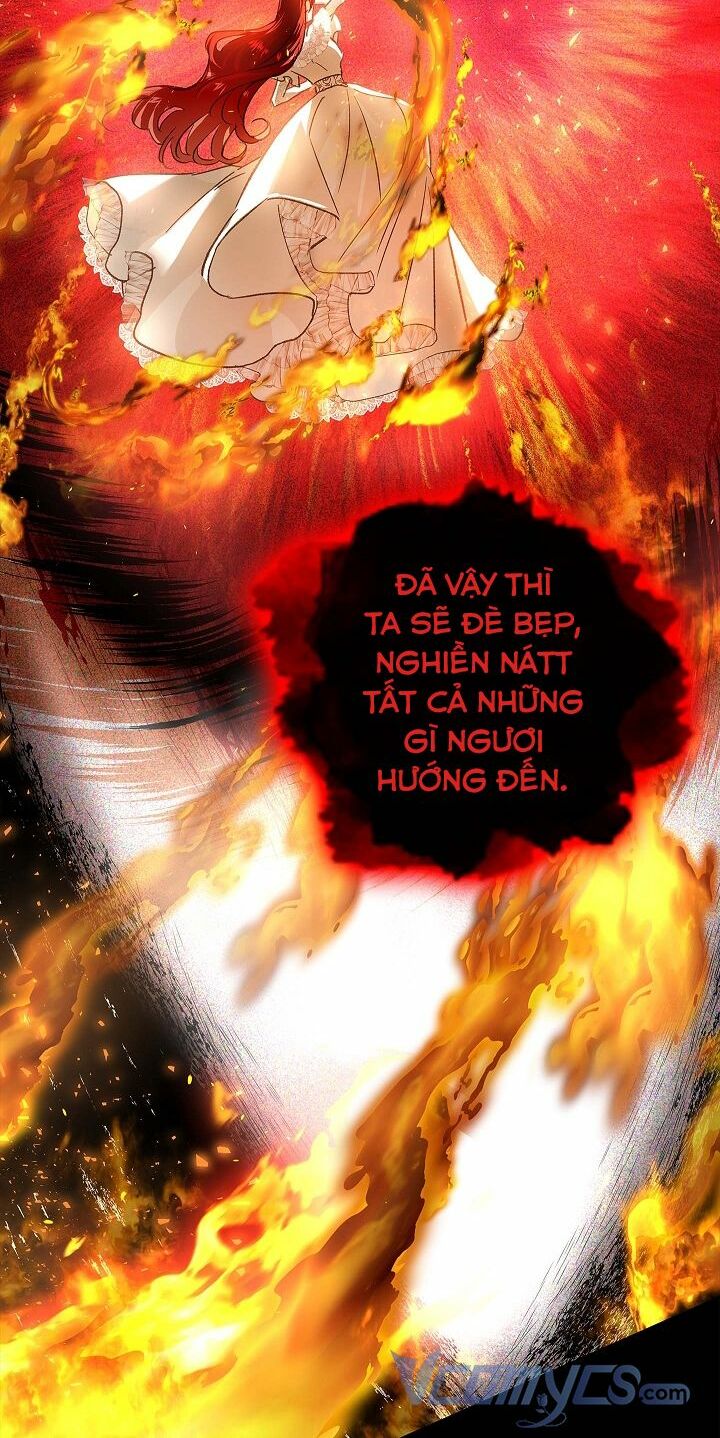 ĐÃ VẬY THÌ
TA SẼ ĐÈ BẸP,
NGHIỀN NÁTT
TẤT CẢ NHỮNG
GÌ NGƯƠI
HƯỚNG ĐẾN.
VcomyCS.com